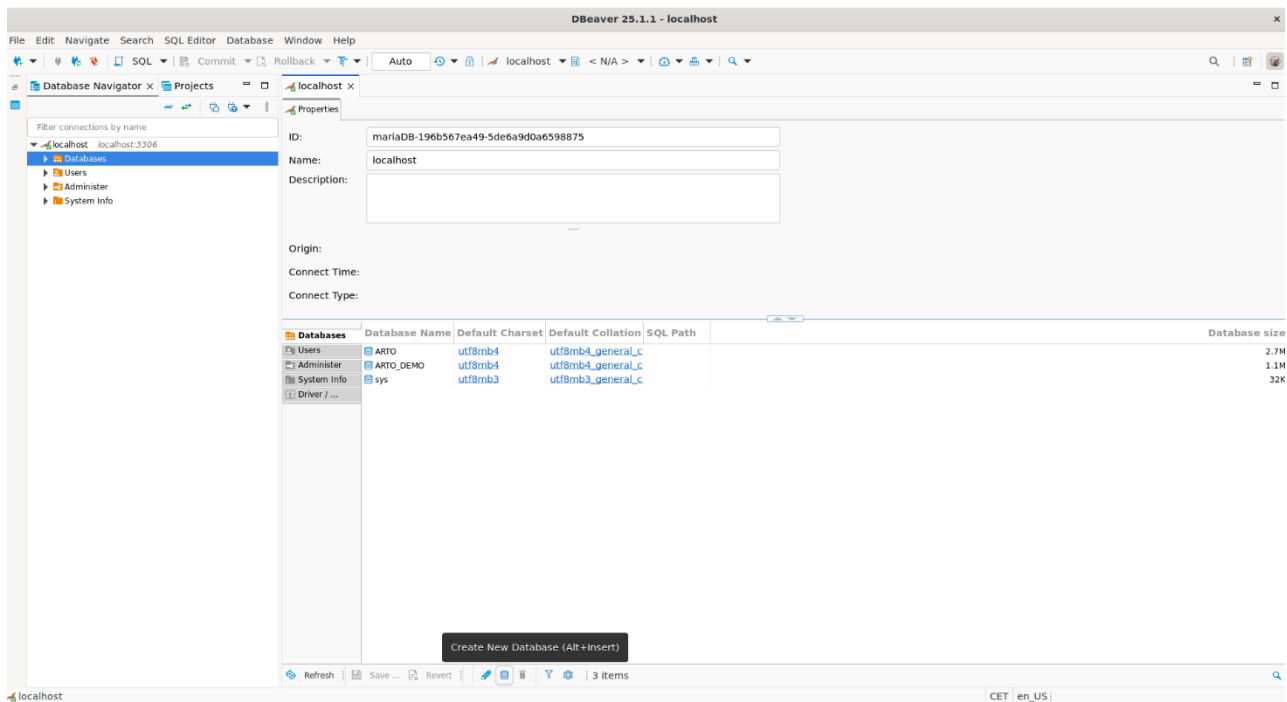 DBeaver 25.1.1 - localhost
File Edit Navigate Search SQL Editor Database Window Help
SQL Commit Rollback Auto localhost < N/A >
Database Navigator Projects localhost
Properties
Filter connections by name
localhost localhost:3306
Databases
Users
Administer
System Info
ID: mariaDB-196b567ea49-5de6a9d0a6598875
Name: localhost
Description:
Origin:
Connect Time:
Connect Type:
Databases Database Name Default Charset Default Collation SQL Path Database size
Users ARTO utf8mb4 utf8mb4_general_c 2.7M
Administer ARTO_DEMO utf8mb4 utf8mb4_general_c 1.1M
System Info sys utf8mb3 utf8mb3_general_c 32K
Driver / ...
Create New Database (Alt+Insert)
Refresh Save ... Revert 3 items
localhost CET en_US